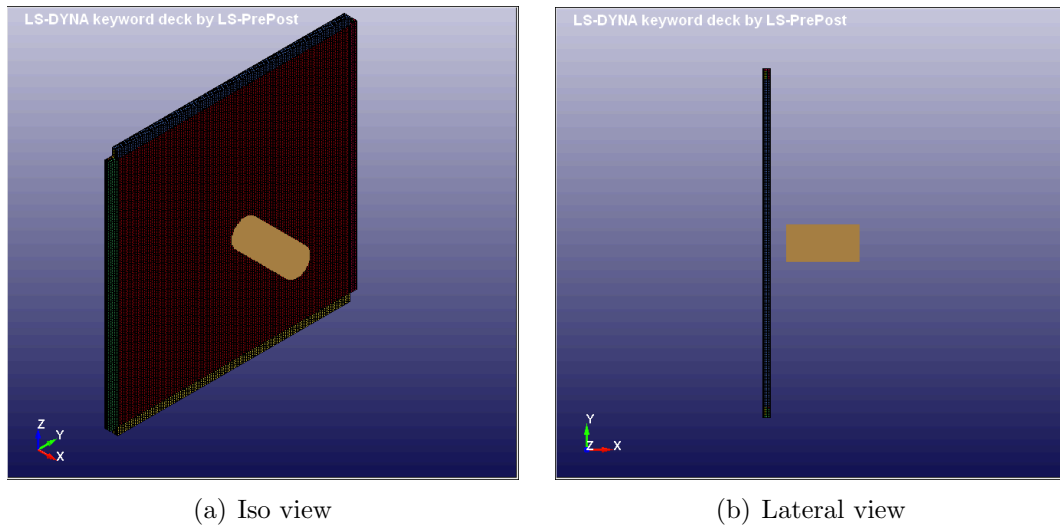 LS-DYNA keyword deck by LS-PrePost
Z
Y
X
(a) Iso view
LS-DYNA keyword deck by LS-PrePost
Y
Z
X
(b) Lateral view